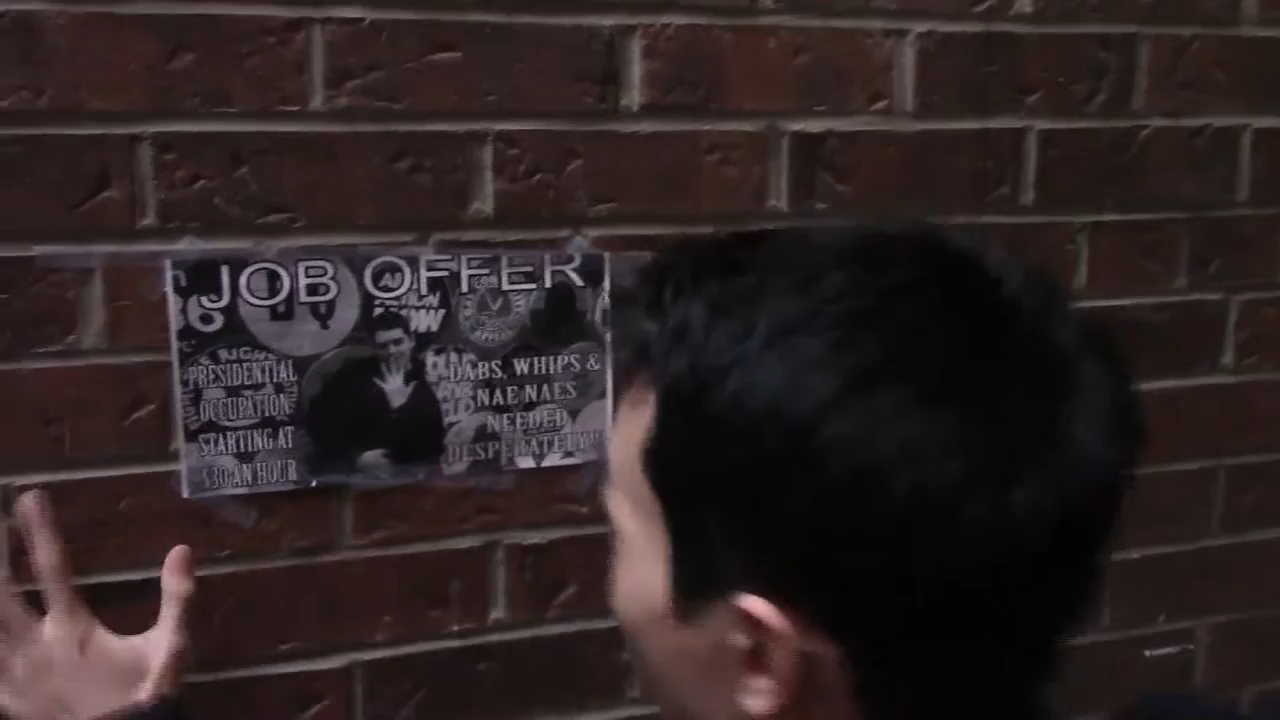 JOB OFFER
PRESIDENTIAL
OCCUPATION
STARTING AT
$30 AN HOUR
DABS, WHIPS &
NAE NAES
NEEDED
DESPERATELY!